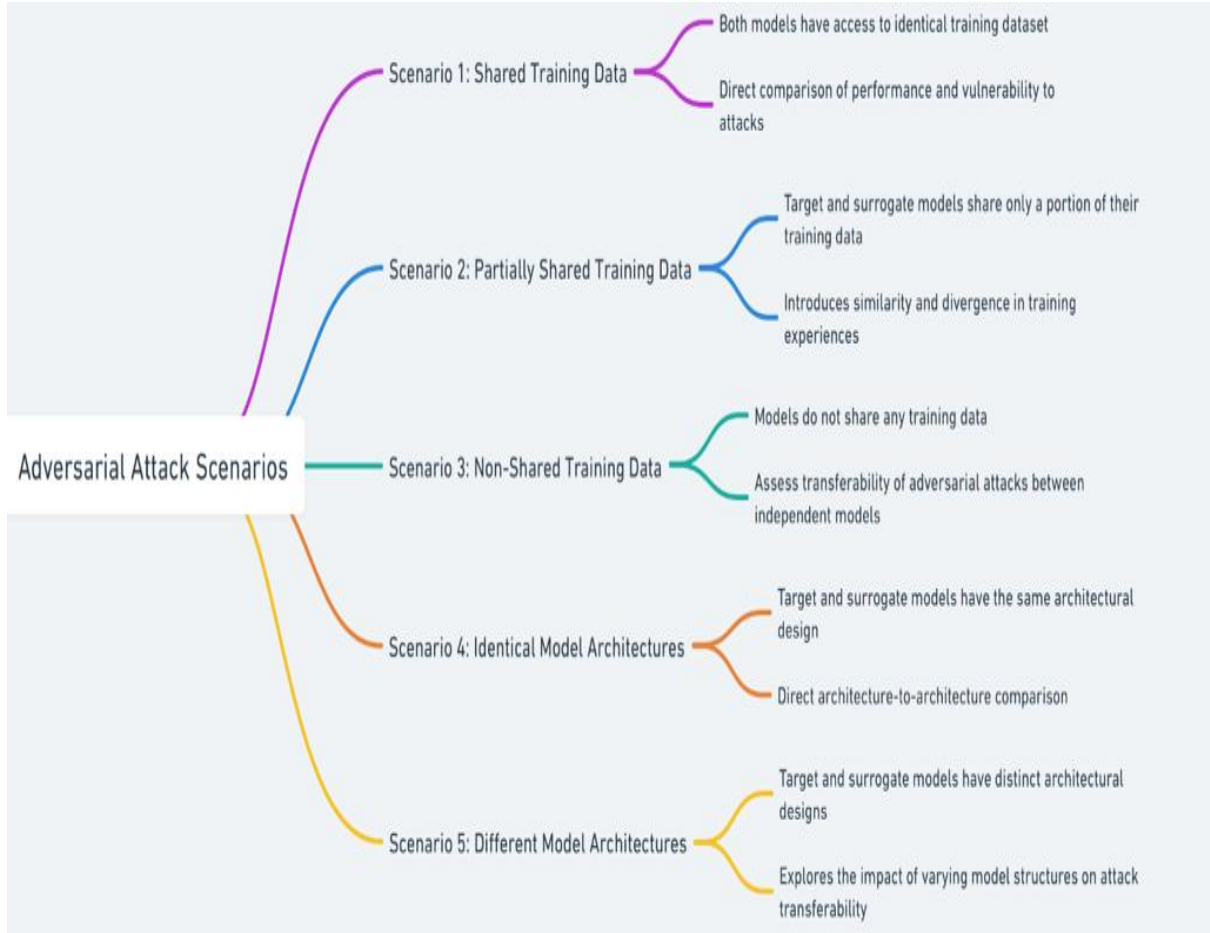 Adversarial Attack Scenarios
Scenario 1: Shared Training Data
Both models have access to identical training dataset
Direct comparison of performance and vulnerability to
attacks
Scenario 2: Partially Shared Training Data
Target and surrogate models share only a portion of their
training data
Introduces similarity and divergence in training
experiences
Scenario 3: Non-Shared Training Data
Models do not share any training data
Assess transferability of adversarial attacks between
independent models
Scenario 4: Identical Model Architectures
Target and surrogate models have the same architectural
design
Direct architecture-to-architecture comparison
Scenario 5: Different Model Architectures
Target and surrogate models have distinct architectural
designs
Explores the impact of varying model structures on attack
transferability